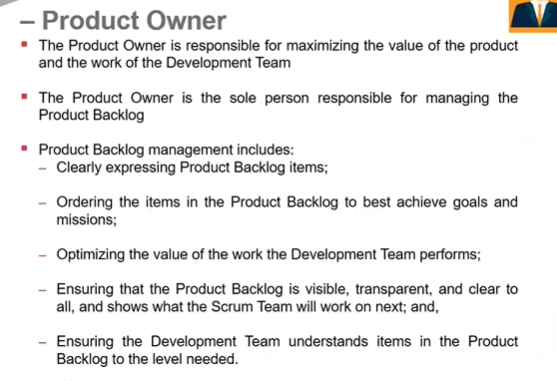 – Product Owner
▪ The Product Owner is responsible for maximizing the value of the product
and the work of the Development Team
▪ The Product Owner is the sole person responsible for managing the
Product Backlog
▪ Product Backlog management includes:
– Clearly expressing Product Backlog items;
– Ordering the items in the Product Backlog to best achieve goals and
missions;
– Optimizing the value of the work the Development Team performs;
– Ensuring that the Product Backlog is visible, transparent, and clear to
all, and shows what the Scrum Team will work on next; and,
– Ensuring the Development Team understands items in the Product
Backlog to the level needed.